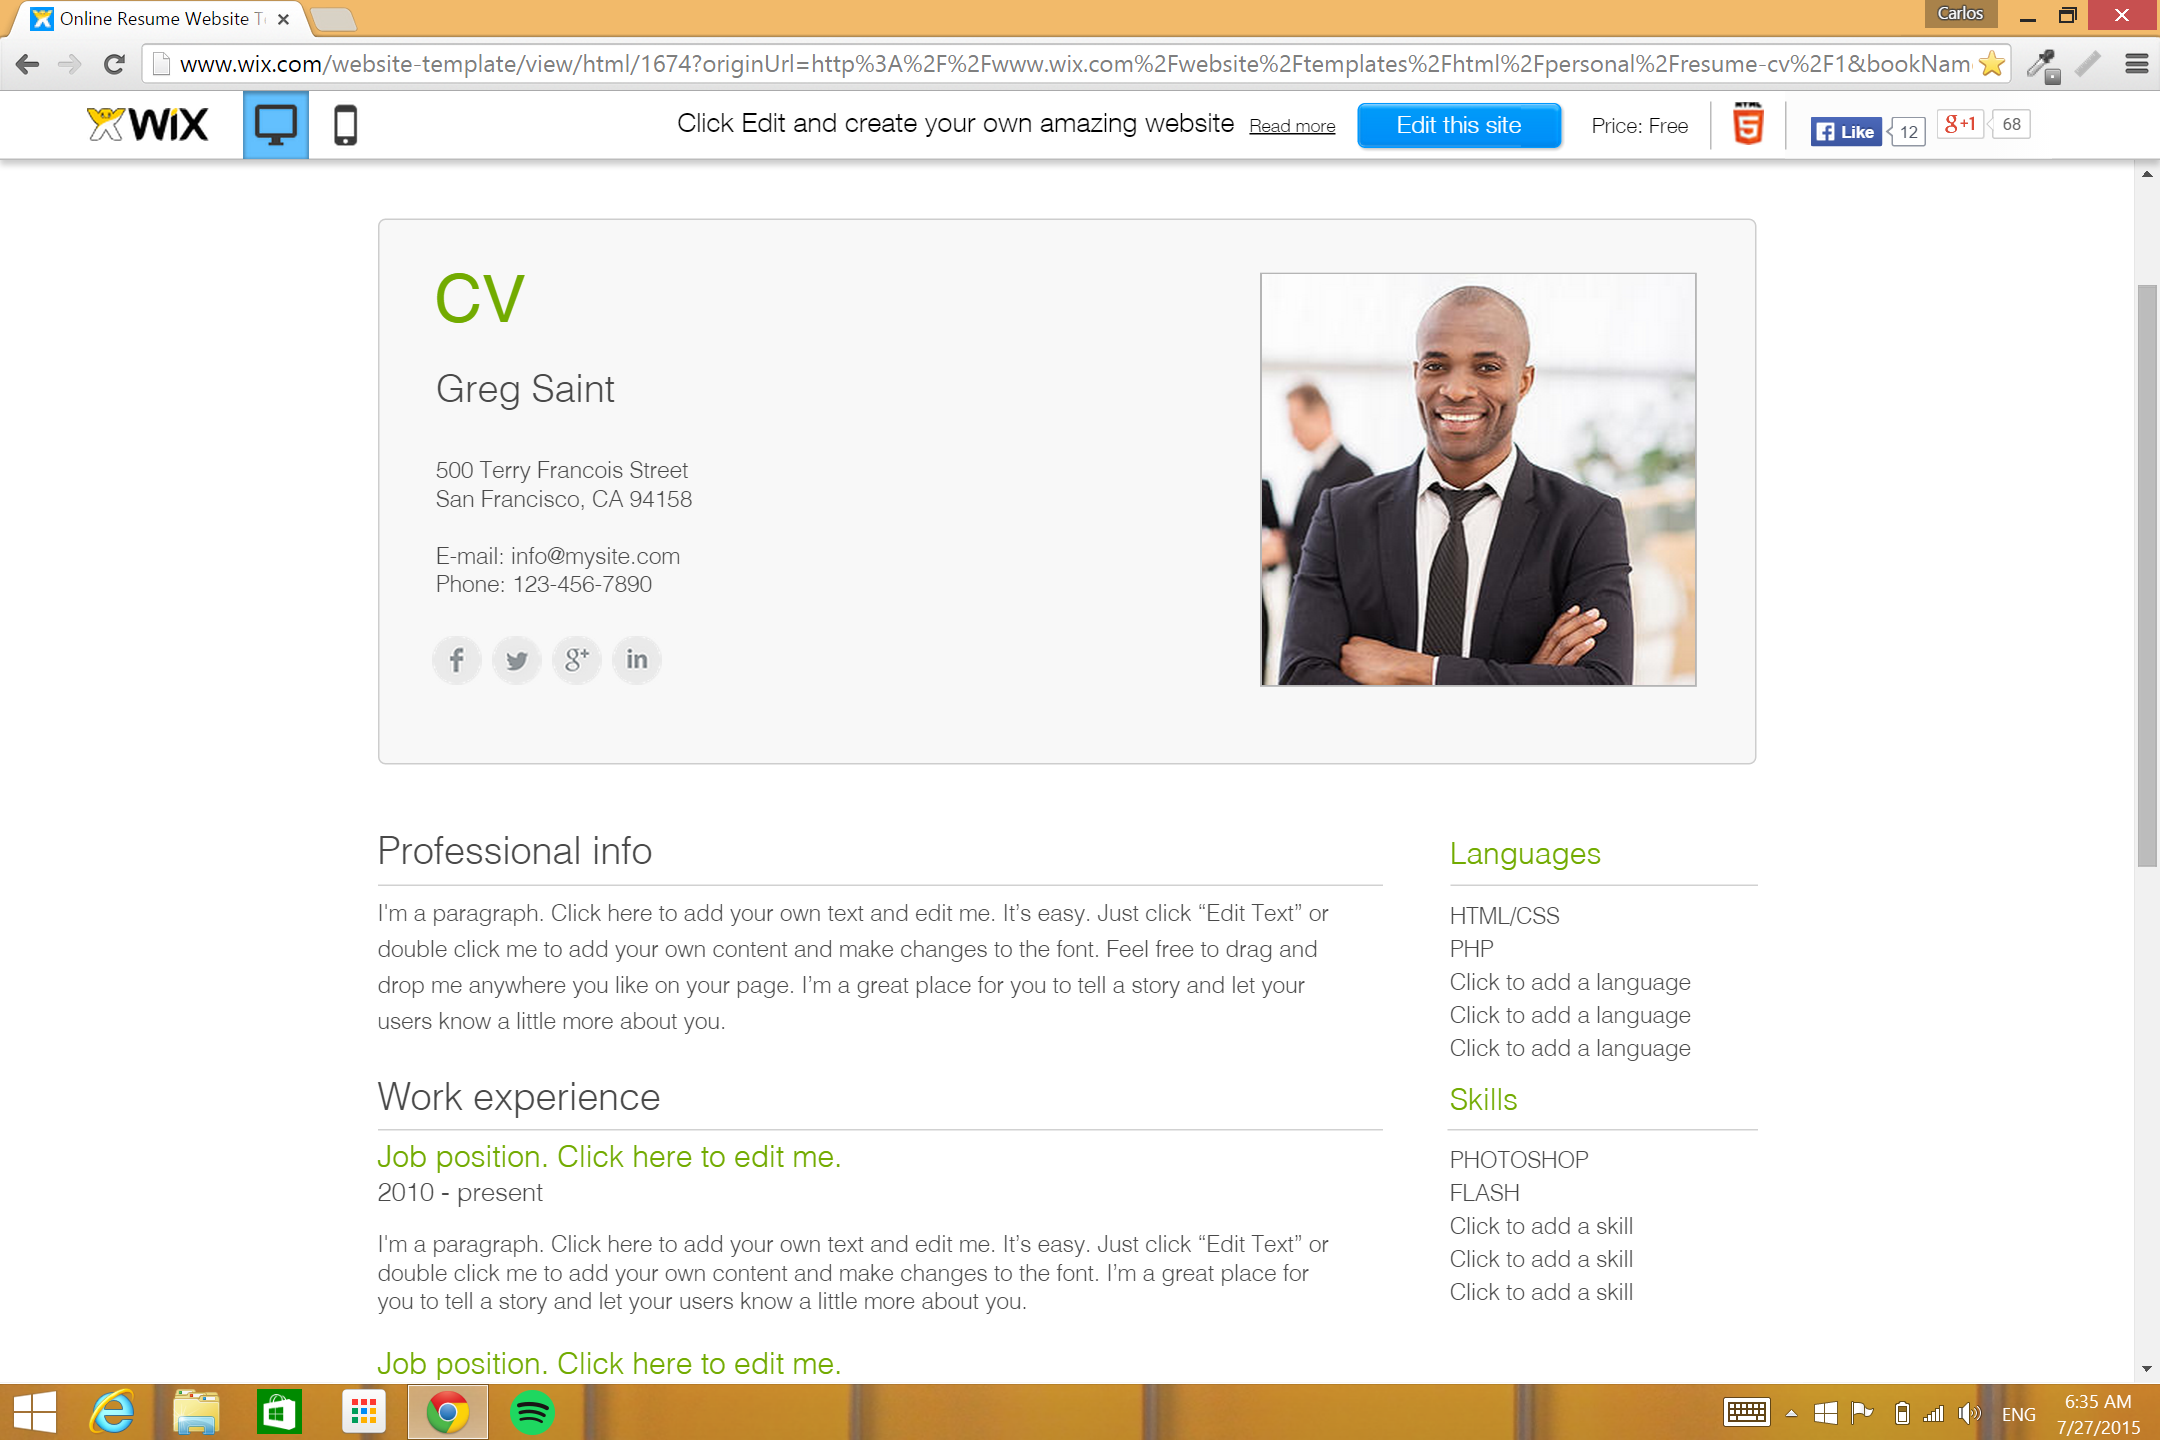 Online Resume Website T
Carlos
www.wix.com/website-template/view/html/1674?originUrl=http%3A%2F%2Fwww.wix.com%2Fwebsite%2Ftemplates%2Fhtml%2Fpersonal%2Fresume-cv%2F1&bookNam
WiX
Click Edit and create your own amazing website Read more
Edit this site
Price: Free
HTML
5
Like
12
g+1
68
CV
Greg Saint
500 Terry Francois Street
San Francisco, CA 94158
E-mail: info@mysite.com
Phone: 123-456-7890
f
g+
in
Professional info
I'm a paragraph. Click here to add your own text and edit me. It’s easy. Just click “Edit Text” or
double click me to add your own content and make changes to the font. Feel free to drag and
drop me anywhere you like on your page. I’m a great place for you to tell a story and let your
users know a little more about you.
Work experience
Job position. Click here to edit me.
2010 - present
I'm a paragraph. Click here to add your own text and edit me. It’s easy. Just click “Edit Text” or
double click me to add your own content and make changes to the font. I’m a great place for
you to tell a story and let your users know a little more about you.
Job position. Click here to edit me.
Languages
HTML/CSS
PHP
Click to add a language
Click to add a language
Click to add a language
Skills
PHOTOSHOP
FLASH
Click to add a skill
Click to add a skill
Click to add a skill
ENG
6:35 AM
7/27/2015